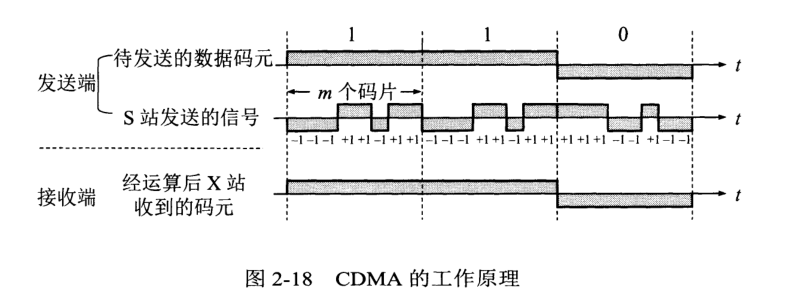 1 1 0
待发送的数据码元 t
发送端
m 个码片
S 站发送的信号 t
-1 -1 -1 +1 +1 -1 +1 +1 -1 -1 -1 +1 +1 -1 +1 +1 +1 +1 +1 -1 -1 +1 -1 -1
接收端
经运算后 X 站
收到的码元 t
图 2-18 CDMA 的工作原理